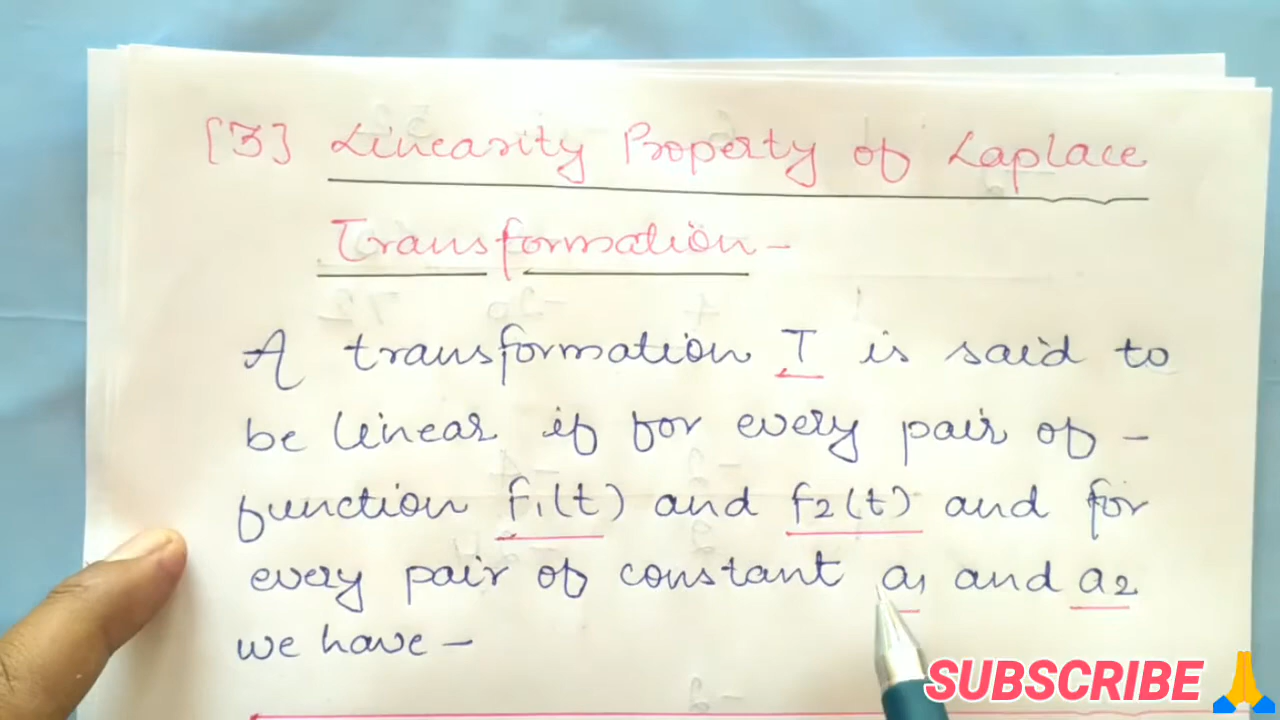 [3] Linearity Property of Laplace
Transformation-
A transformation T is said to
be linear if for every pair of -
function F1(t) and F2(t) and for
every pair of constant a1 and a2
we have -
SUBSCRIBE